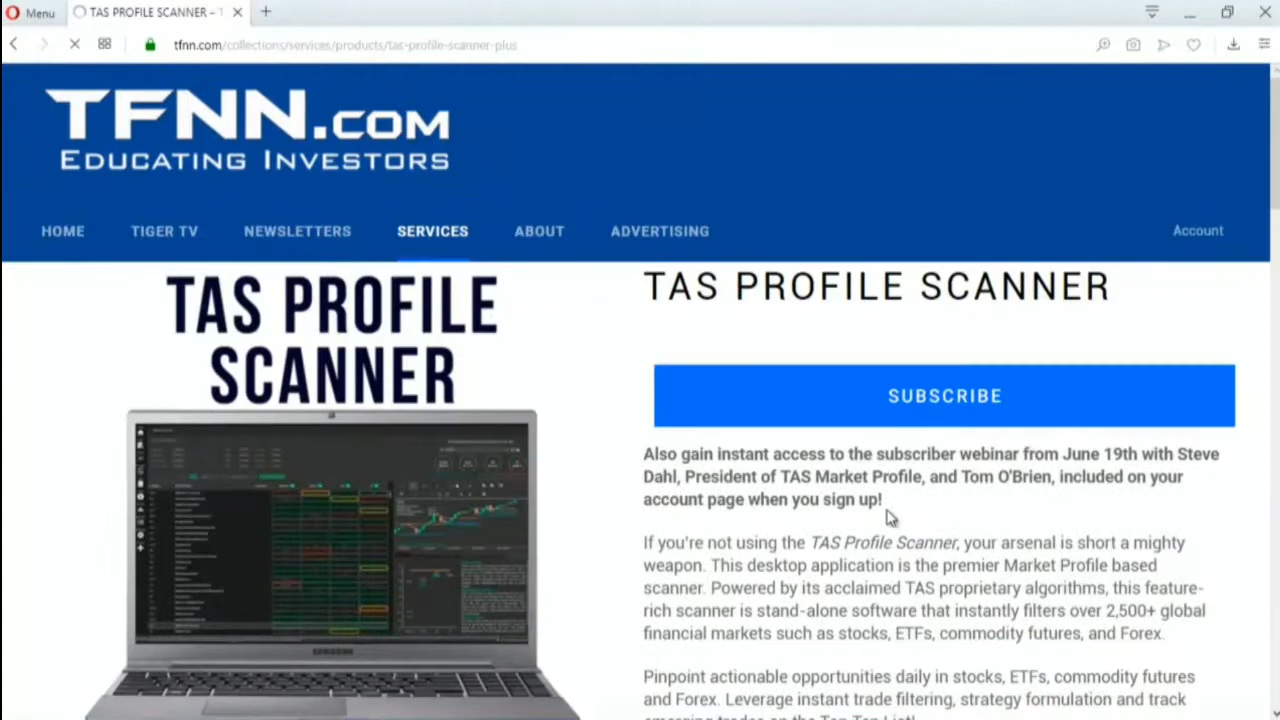 Menu
TAS PROFILE SCANNER – T
tfnn.com/collections/services/products/tas-profile-scanner-plus
TFNN.COM
EDUCATING INVESTORS
HOME TIGER TV NEWSLETTERS SERVICES ABOUT ADVERTISING Account
TAS PROFILE
SCANNER
SAMSUNG
TAS PROFILE SCANNER
SUBSCRIBE
Also gain instant access to the subscriber webinar from June 19th with Steve
Dahl, President of TAS Market Profile, and Tom O'Brien, included on your
account page when you sign up!
If you're not using the TAS Profile Scanner, your arsenal is short a mighty
weapon. This desktop application is the premier Market Profile based
scanner. Powered by its acclaimed TAS proprietary algorithms, this feature-
rich scanner is stand-alone software that instantly filters over 2,500+ global
financial markets such as stocks, ETFs, commodity futures, and Forex.
Pinpoint actionable opportunities daily in stocks, ETFs, commodity futures
and Forex. Leverage instant trade filtering, strategy formulation and track
emerging trades on the Top Ten List!